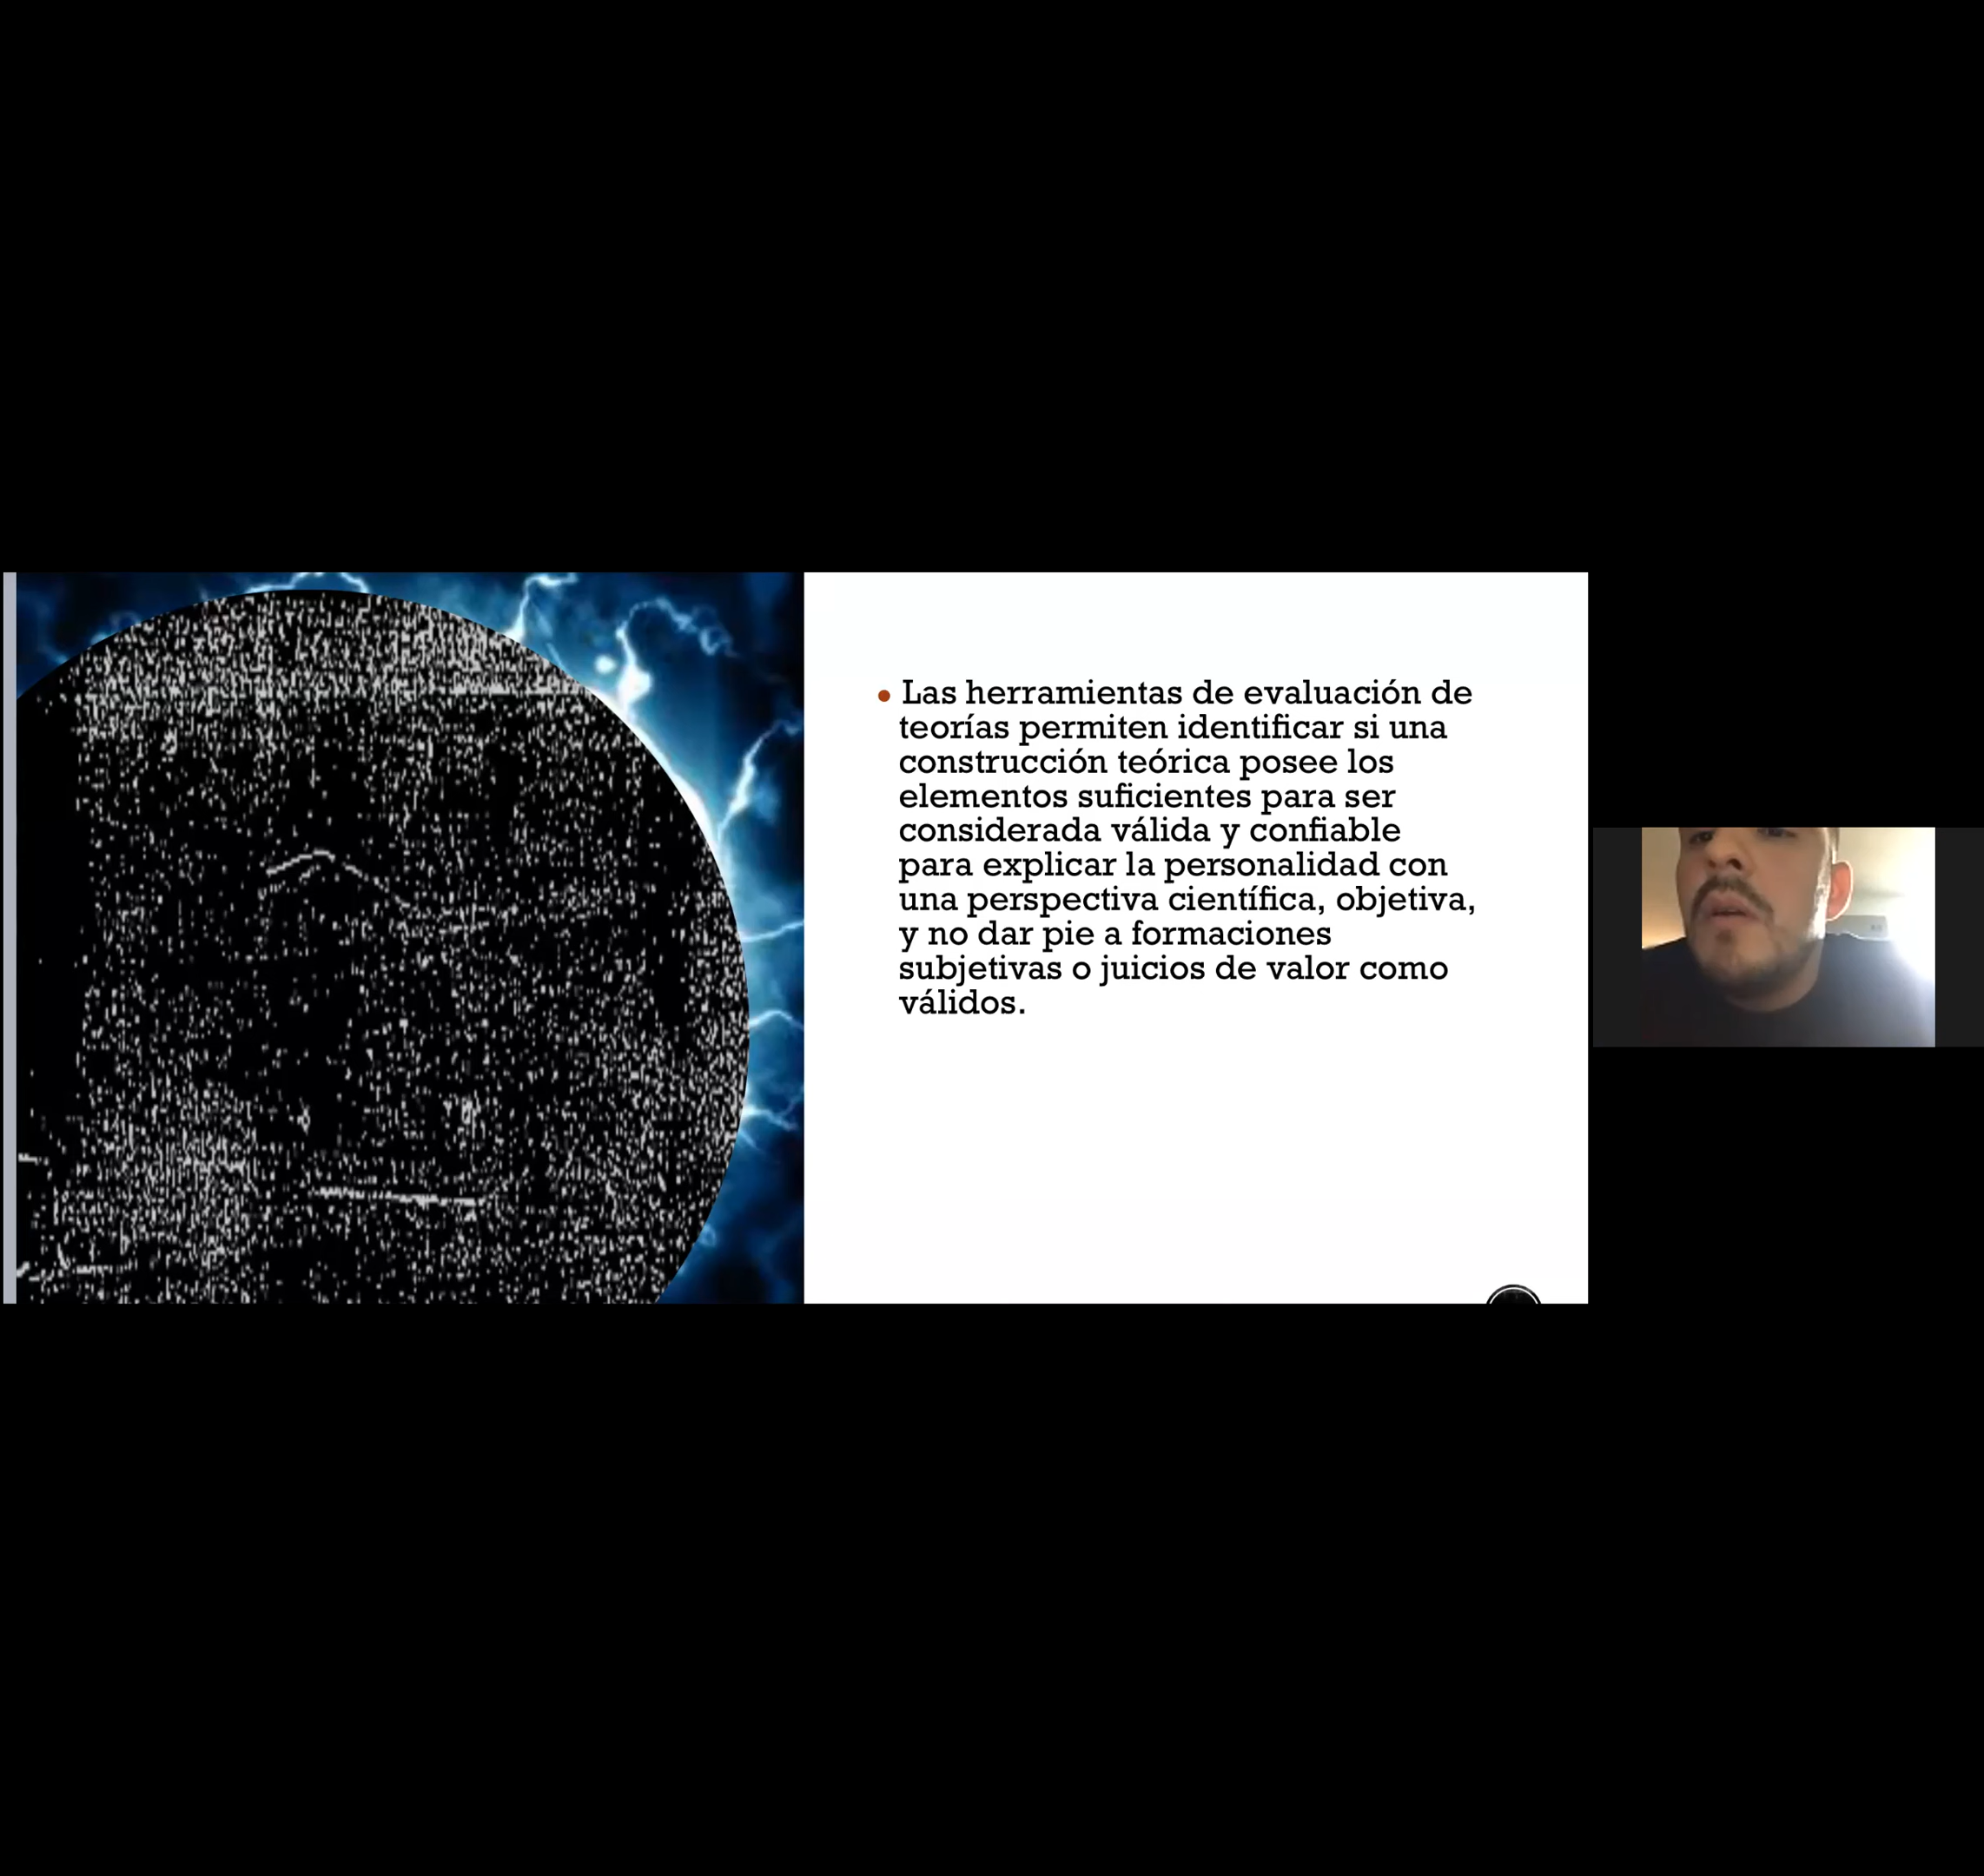 • Las herramientas de evaluación de
teorías permiten identificar si una
construcción teórica posee los
elementos suficientes para ser
considerada válida y confiable
para explicar la personalidad con
una perspectiva científica, objetiva,
y no dar pie a formaciones
subjetivas o juicios de valor como
válidos.